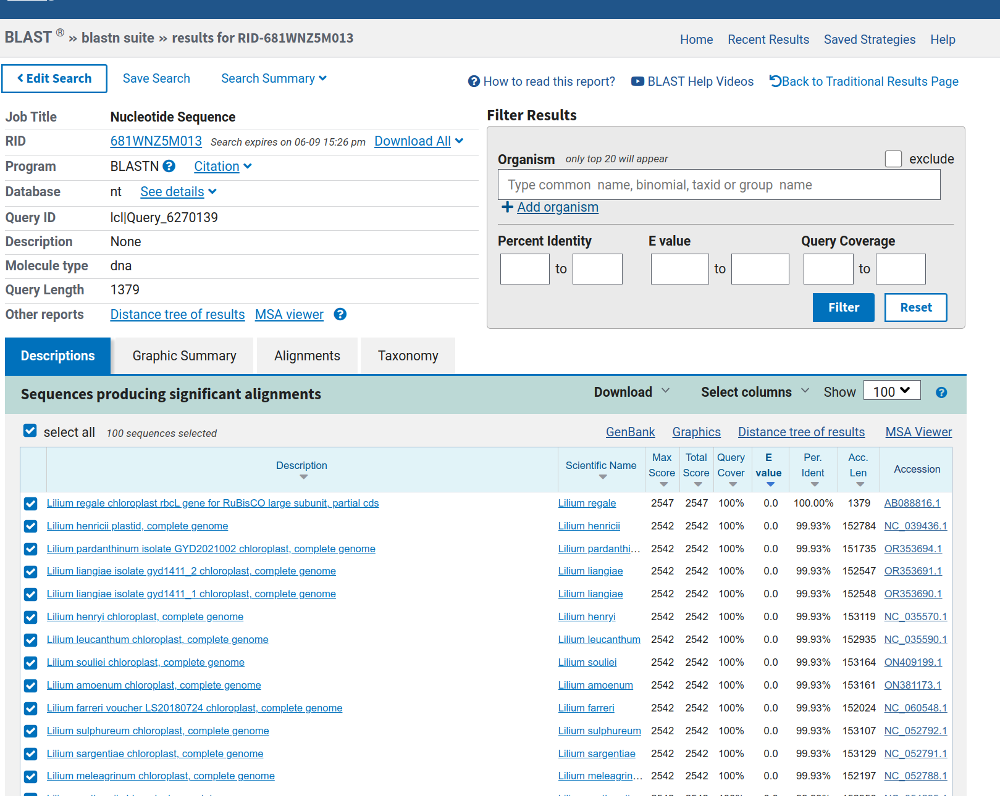 BLAST ® » blastn suite » results for RID-681WNZ5M013
Home Recent Results Saved Strategies Help
Edit Search Save Search Search Summary
How to read this report? BLAST Help Videos Back to Traditional Results Page
Job Title Nucleotide Sequence
RID 681WNZ5M013 Search expires on 06-09 15:26 pm Download All
Program BLASTN Citation
Database nt See details
Query ID lcl|Query_6270139
Description None
Molecule type dna
Query Length 1379
Other reports Distance tree of results MSA viewer
Filter Results
Organism only top 20 will appear exclude
Type common name, binomial, taxid or group name
Add organism
Percent Identity E value Query Coverage
to to to
Filter Reset
Descriptions Graphic Summary Alignments Taxonomy
Sequences producing significant alignments Download Select columns Show 100
select all 100 sequences selected GenBank Graphics Distance tree of results MSA Viewer
Description Scientific Name Max Score Total Score Query Cover E value Per. Ident Acc. Len Accession
Lilium regale chloroplast rbcL gene for RuBisCO large subunit, partial cds Lilium regale 2547 2547 100% 0.0 100.00% 1379 AB088816.1
Lilium henricii plastid, complete genome Lilium henricii 2542 2542 100% 0.0 99.93% 152784 NC_039436.1
Lilium pardanthinum isolate GYD2021002 chloroplast, complete genome Lilium pardanthi... 2542 2542 100% 0.0 99.93% 151735 OR353694.1
Lilium liangiae isolate gyd1411_2 chloroplast, complete genome Lilium liangiae 2542 2542 100% 0.0 99.93% 152547 OR353691.1
Lilium liangiae isolate gyd1411_1 chloroplast, complete genome Lilium liangiae 2542 2542 100% 0.0 99.93% 152548 OR353690.1
Lilium henryi chloroplast, complete genome Lilium henryi 2542 2542 100% 0.0 99.93% 153119 NC_035570.1
Lilium leucanthum chloroplast, complete genome Lilium leucanthum 2542 2542 100% 0.0 99.93% 152935 NC_035590.1
Lilium souliei chloroplast, complete genome Lilium souliei 2542 2542 100% 0.0 99.93% 153164 ON409199.1
Lilium amoenum chloroplast, complete genome Lilium amoenum 2542 2542 100% 0.0 99.93% 153161 ON381173.1
Lilium farreri voucher LS20180724 chloroplast, complete genome Lilium farreri 2542 2542 100% 0.0 99.93% 152024 NC_060548.1
Lilium sulphureum chloroplast, complete genome Lilium sulphureum 2542 2542 100% 0.0 99.93% 153107 NC_052792.1
Lilium sargentiae chloroplast, complete genome Lilium sargentiae 2542 2542 100% 0.0 99.93% 153129 NC_052791.1
Lilium meleagrinum chloroplast, complete genome Lilium meleagrin... 2542 2542 100% 0.0 99.93% 152197 NC_052788.1